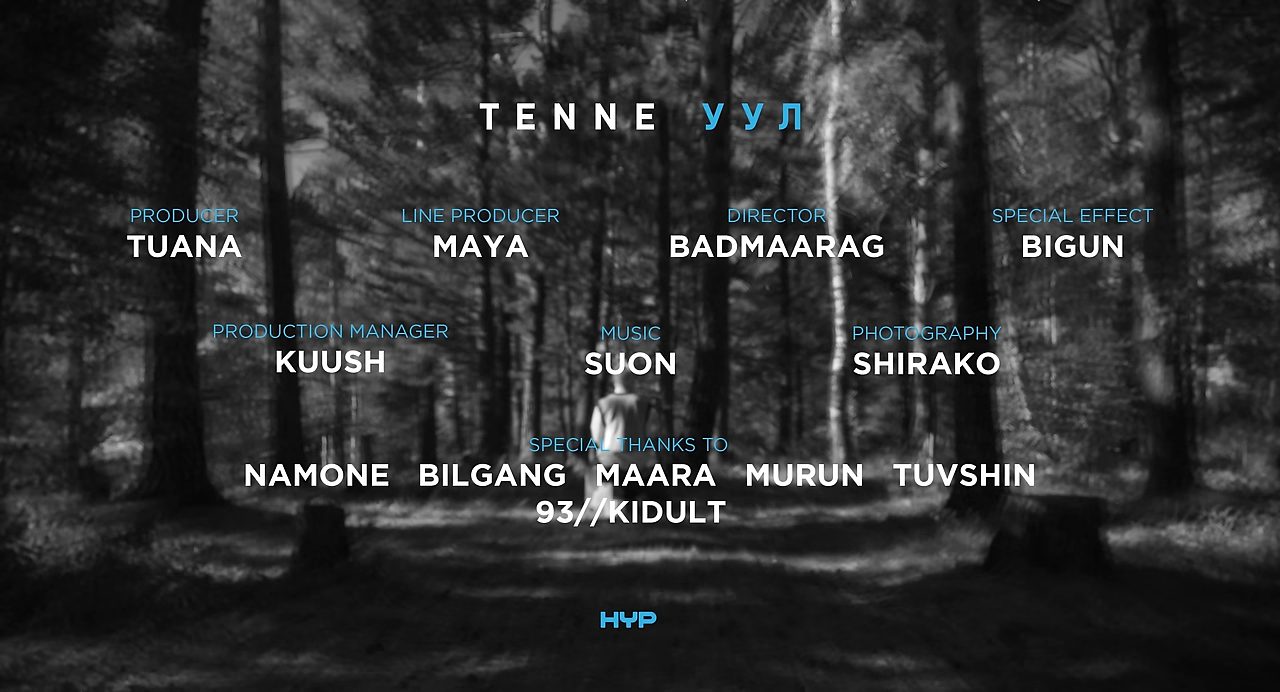 TENNE УУЛ
PRODUCER LINE PRODUCER DIRECTOR SPECIAL EFFECT
TUANA MAYA BADMAARAG BIGUN
PRODUCTION MANAGER MUSIC PHOTOGRAPHY
KUUSH SUON SHIRAKO
SPECIAL THANKS TO
NAMONE BILGANG MAARA MURUN TUVSHIN
93//KIDULT
HYP